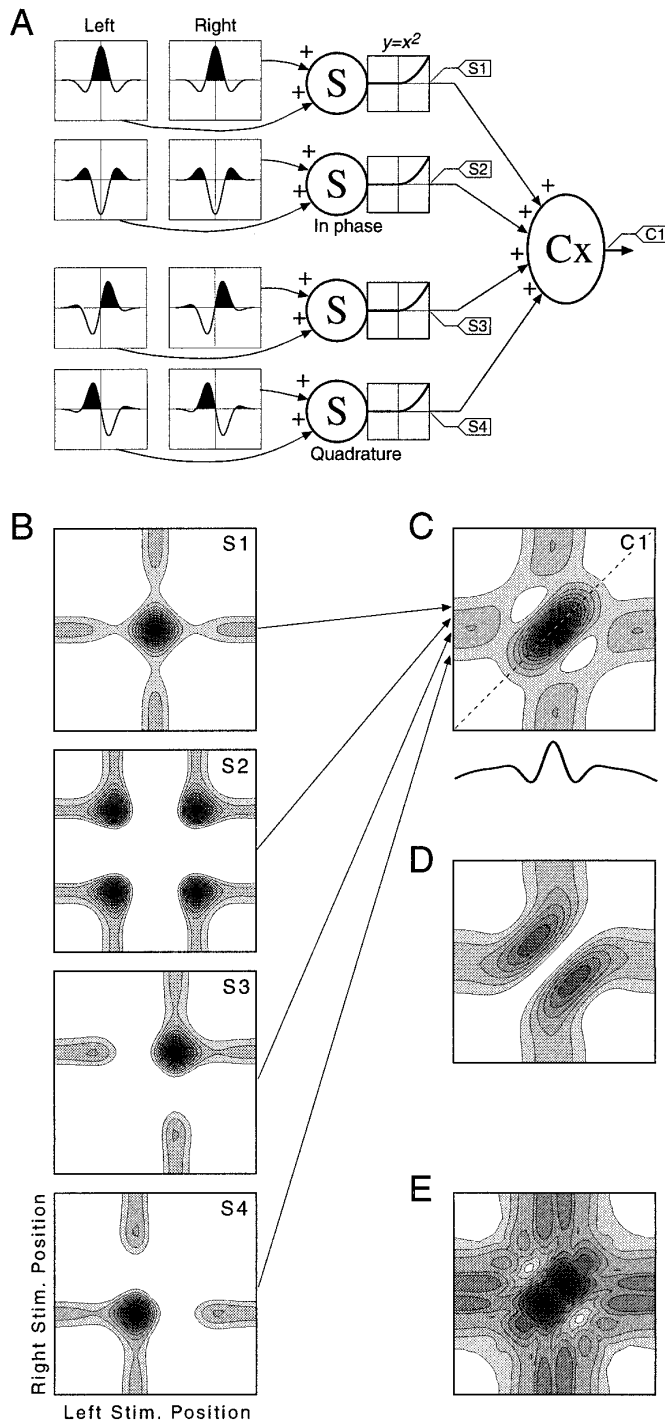 A
Left Right y=x²
+ + S S1
+ + S S2
In phase
+ + S S3
+ + S S4
Quadrature
+ + + + Cx C1
B
S1
S2
S3
S4
Right Stim. Position
Left Stim. Position
C
C1
D
E